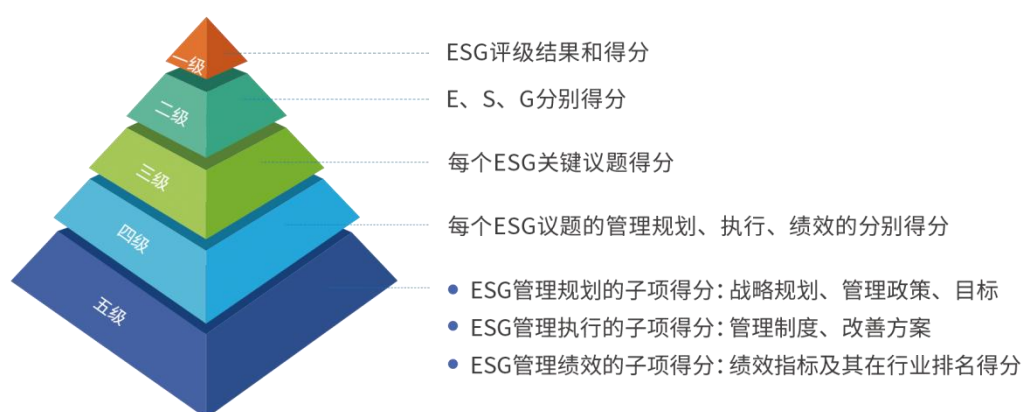 一级
ESG评级结果和得分
二级
E、S、G分别得分
三级
每个ESG关键议题得分
四级
每个ESG议题的管理规划、执行、绩效的分别得分
五级
• ESG管理规划的子项得分：战略规划、管理政策、目标
• ESG管理执行的子项得分：管理制度、改善方案
• ESG管理绩效的子项得分：绩效指标及其在行业排名得分